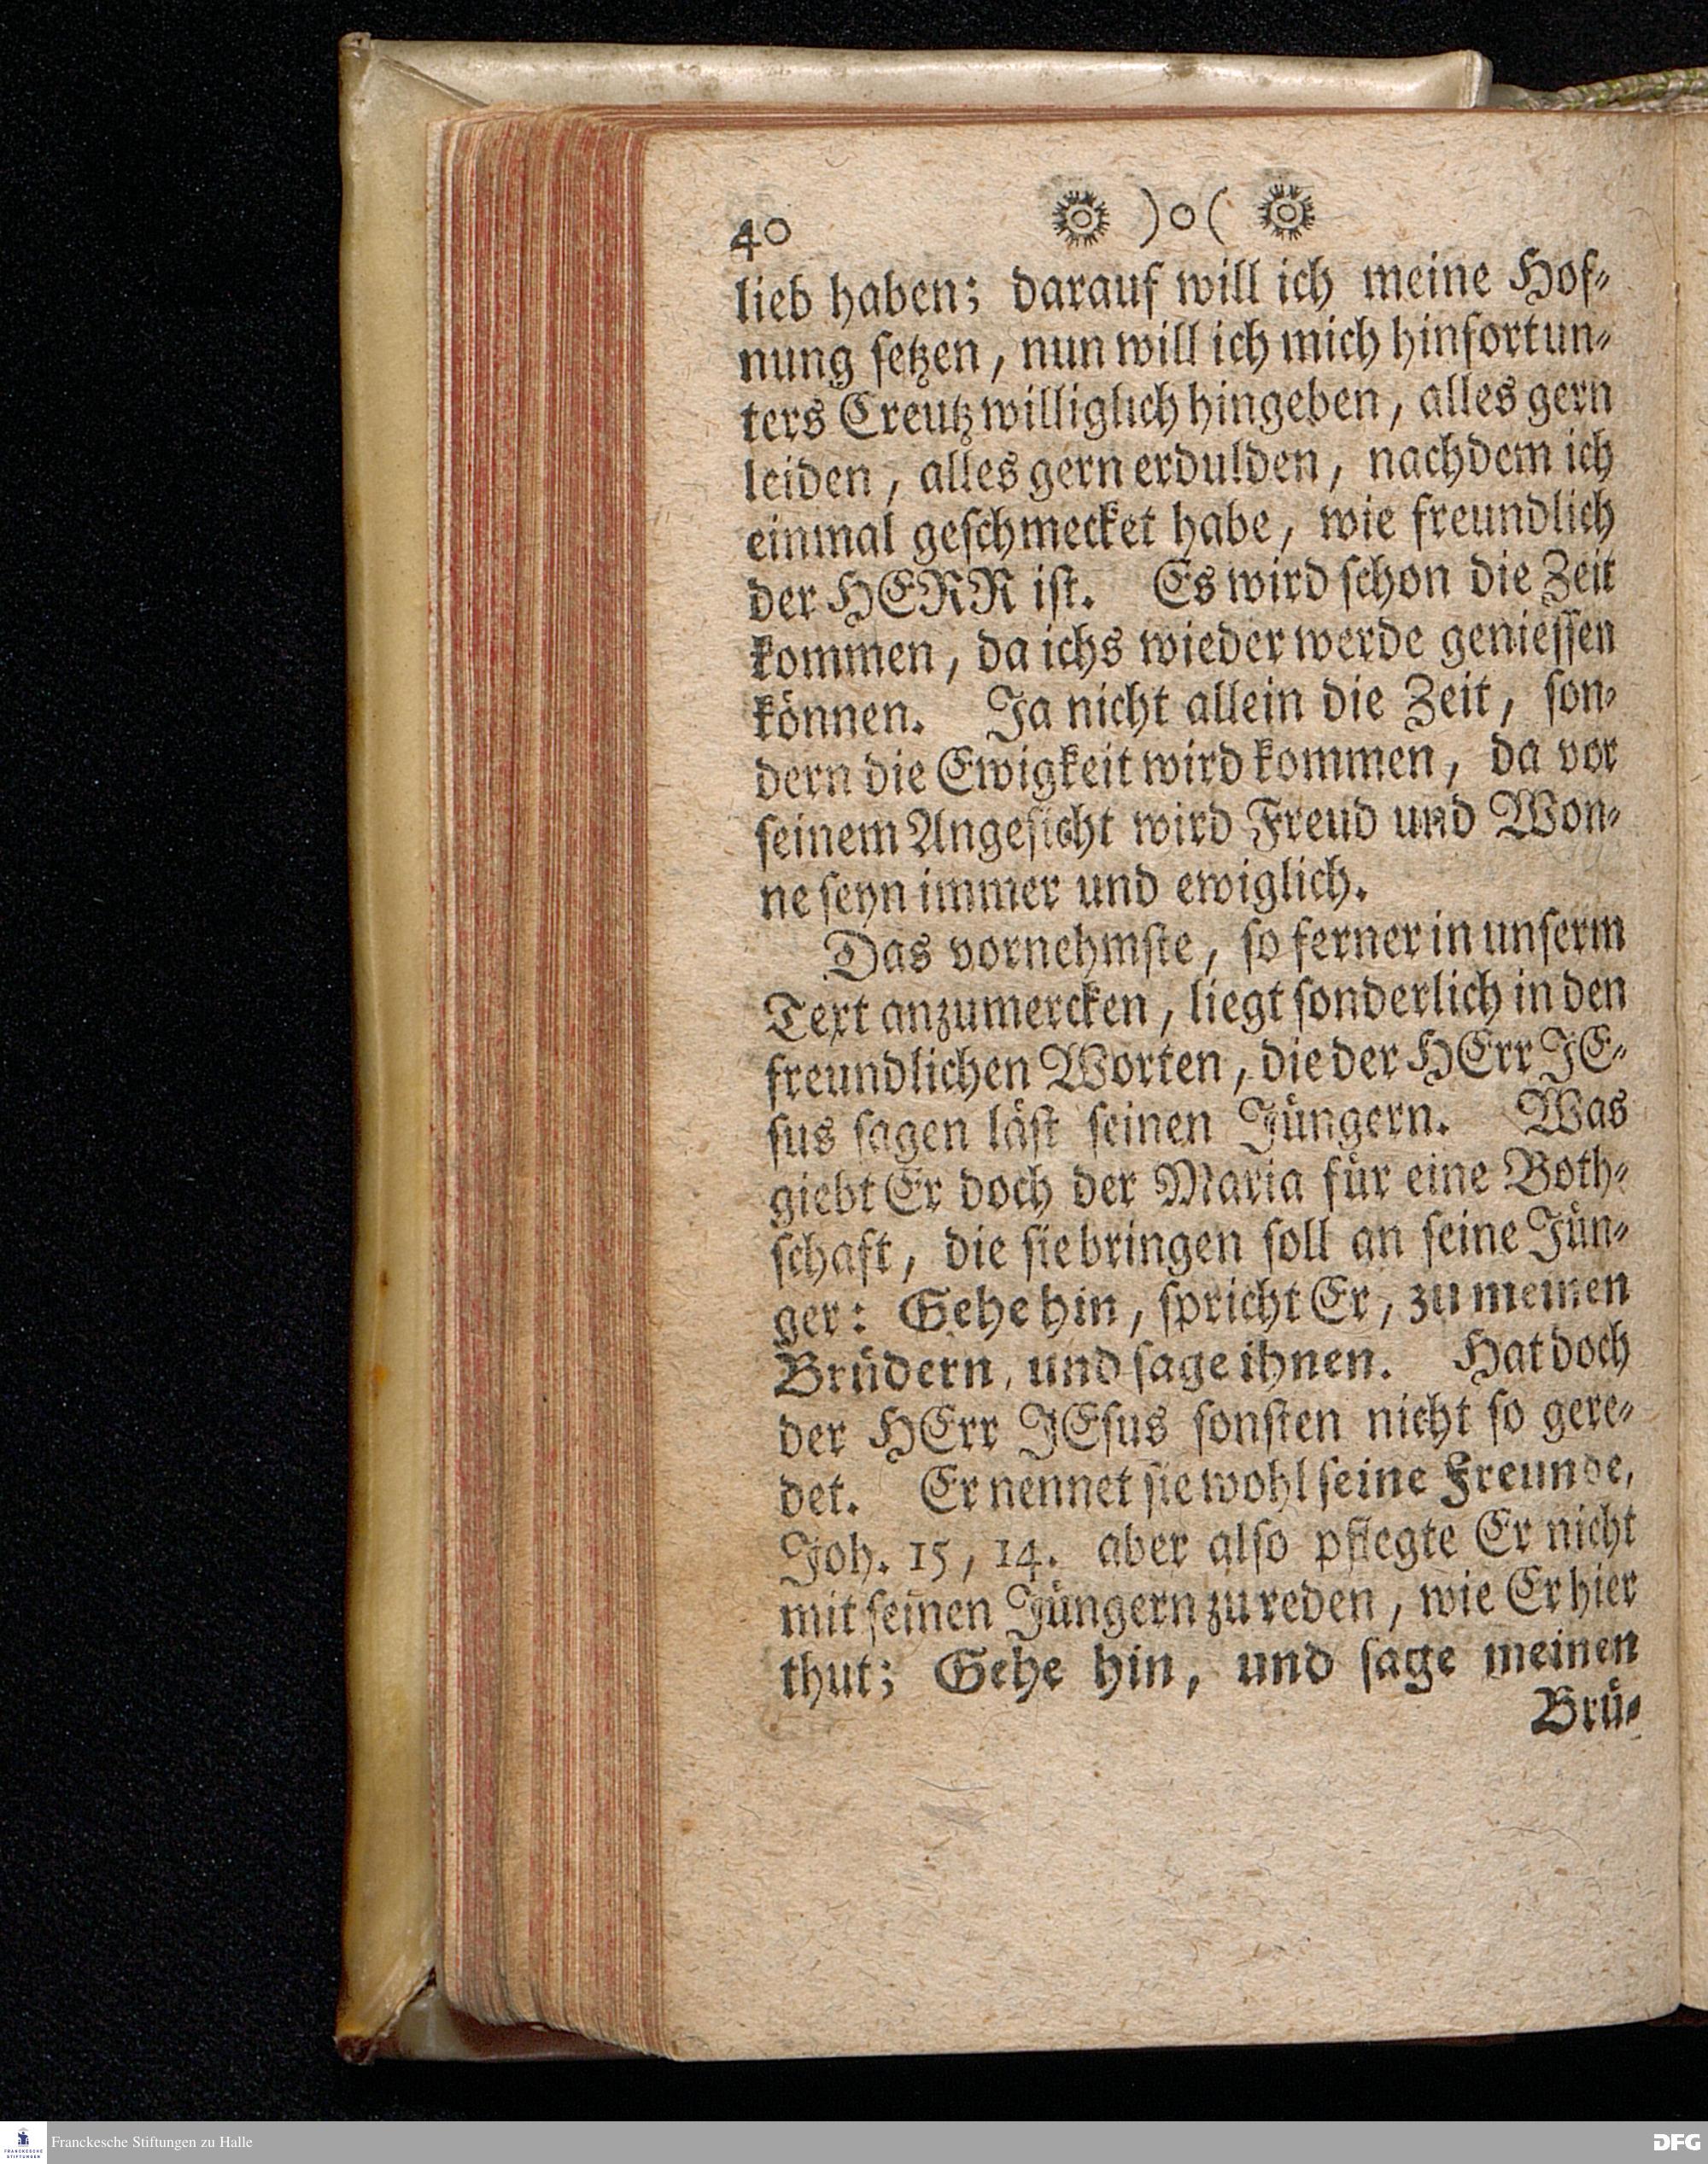 40 )o(
lieb haben; darauf will ich meine Hof-
nung setzen, nun will ich mich hinfort un-
ters Creutz williglich hingeben, alles gern
leiden, alles gern erdulden, nachdem ich
einmal geschmecket habe, wie freundlich
der HERR ist. Es wird schon die Zeit
kommen, da ichs wieder werde geniessen
können. Ja nicht allein die Zeit, son-
dern die Ewigkeit wird kommen, da vor
seinem Angesicht wird Freud und Won-
ne seyn immer und ewiglich.
Das vornehmste, so ferner in unserm
Text anzumercken, liegt sonderlich in den
freundlichen Worten, die der HErr JE-
sus sagen läst seinen Jüngern. Was
giebt Er doch der Maria für eine Both-
schaft, die sie bringen soll an seine Jün-
ger: Gehe hin, spricht Er, zu meinen
Brüdern, und sage ihnen. Hat doch
der HErr JEsus sonsten nicht so gere-
det. Er nennet sie wohl seine Freunde,
Joh. 15, 14. aber also pflegte Er nicht
mit seinen Jüngern zu reden, wie Er hier
thut; Gehe hin, und sage meinen
Brü-
FRANCKESCHE STIFTUNGEN
Franckesche Stiftungen zu Halle
DFG